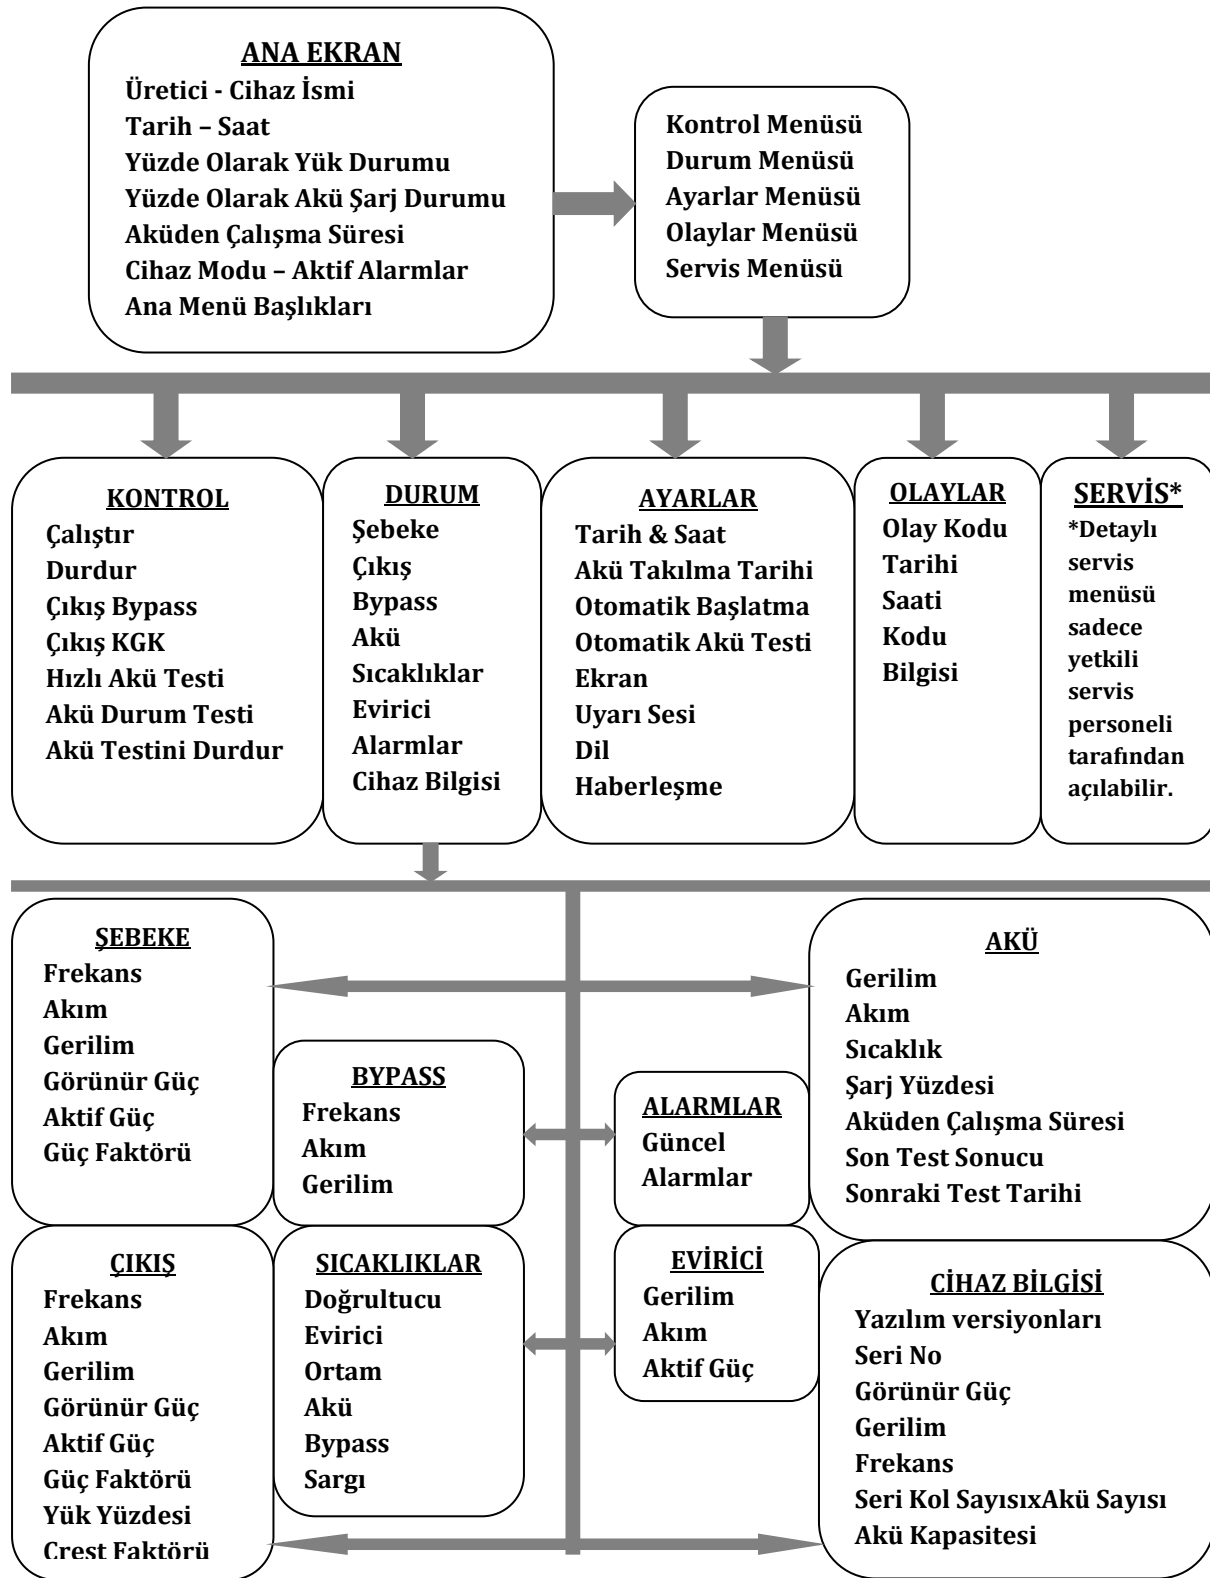 ANA EKRAN
Üretici - Cihaz İsmi
Tarih – Saat
Yüzde Olarak Yük Durumu
Yüzde Olarak Akü Şarj Durumu
Aküden Çalışma Süresi
Cihaz Modu – Aktif Alarmlar
Ana Menü Başlıkları
Kontrol Menüsü
Durum Menüsü
Ayarlar Menüsü
Olaylar Menüsü
Servis Menüsü
KONTROL
Çalıştır
Durdur
Çıkış Bypass
Çıkış KGK
Hızlı Akü Testi
Akü Durum Testi
Akü Testini Durdur
DURUM
Şebeke
Çıkış
Bypass
Akü
Sıcaklıklar
Evirici
Alarmlar
Cihaz Bilgisi
AYARLAR
Tarih & Saat
Akü Takılma Tarihi
Otomatik Başlatma
Otomatik Akü Testi
Ekran
Uyarı Sesi
Dil
Haberleşme
OLAYLAR
Olay Kodu
Tarihi
Saati
Kodu
Bilgisi
SERVİS*
*Detaylı
servis
menüsü
sadece
yetkili
servis
personeli
tarafından
açılabilir.
ŞEBEKE
Frekans
Akım
Gerilim
Görünür Güç
Aktif Güç
Güç Faktörü
BYPASS
Frekans
Akım
Gerilim
ALARMLAR
Güncel
Alarmlar
AKÜ
Gerilim
Akım
Sıcaklık
Şarj Yüzdesi
Aküden Çalışma Süresi
Son Test Sonucu
Sonraki Test Tarihi
ÇIKIŞ
Frekans
Akım
Gerilim
Görünür Güç
Aktif Güç
Güç Faktörü
Yük Yüzdesi
Crest Faktörü
SICAKLIKLAR
Doğrultucu
Evirici
Ortam
Akü
Bypass
Sargı
EVİRİCİ
Gerilim
Akım
Aktif Güç
CİHAZ BİLGİSİ
Yazılım versiyonları
Seri No
Görünür Güç
Gerilim
Frekans
Seri Kol SayısıxAkü Sayısı
Akü Kapasitesi